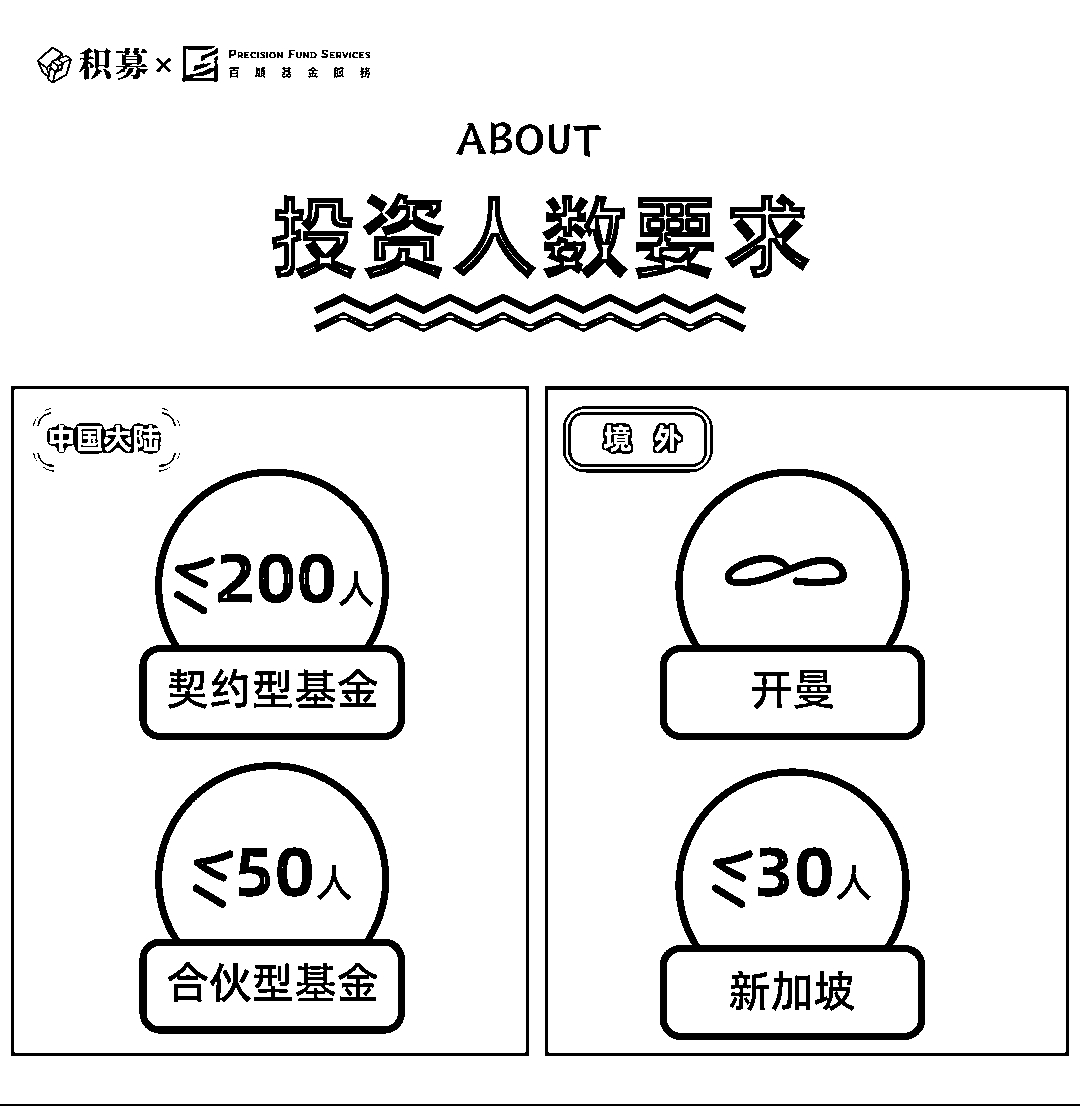 积募×
PRECISION FUND SERVICES
百顺基金服務
ABOUT
投资人数要求
中国大陆
≤200人
契约型基金
≤50人
合伙型基金
境 外
∞
开曼
≤30人
新加坡